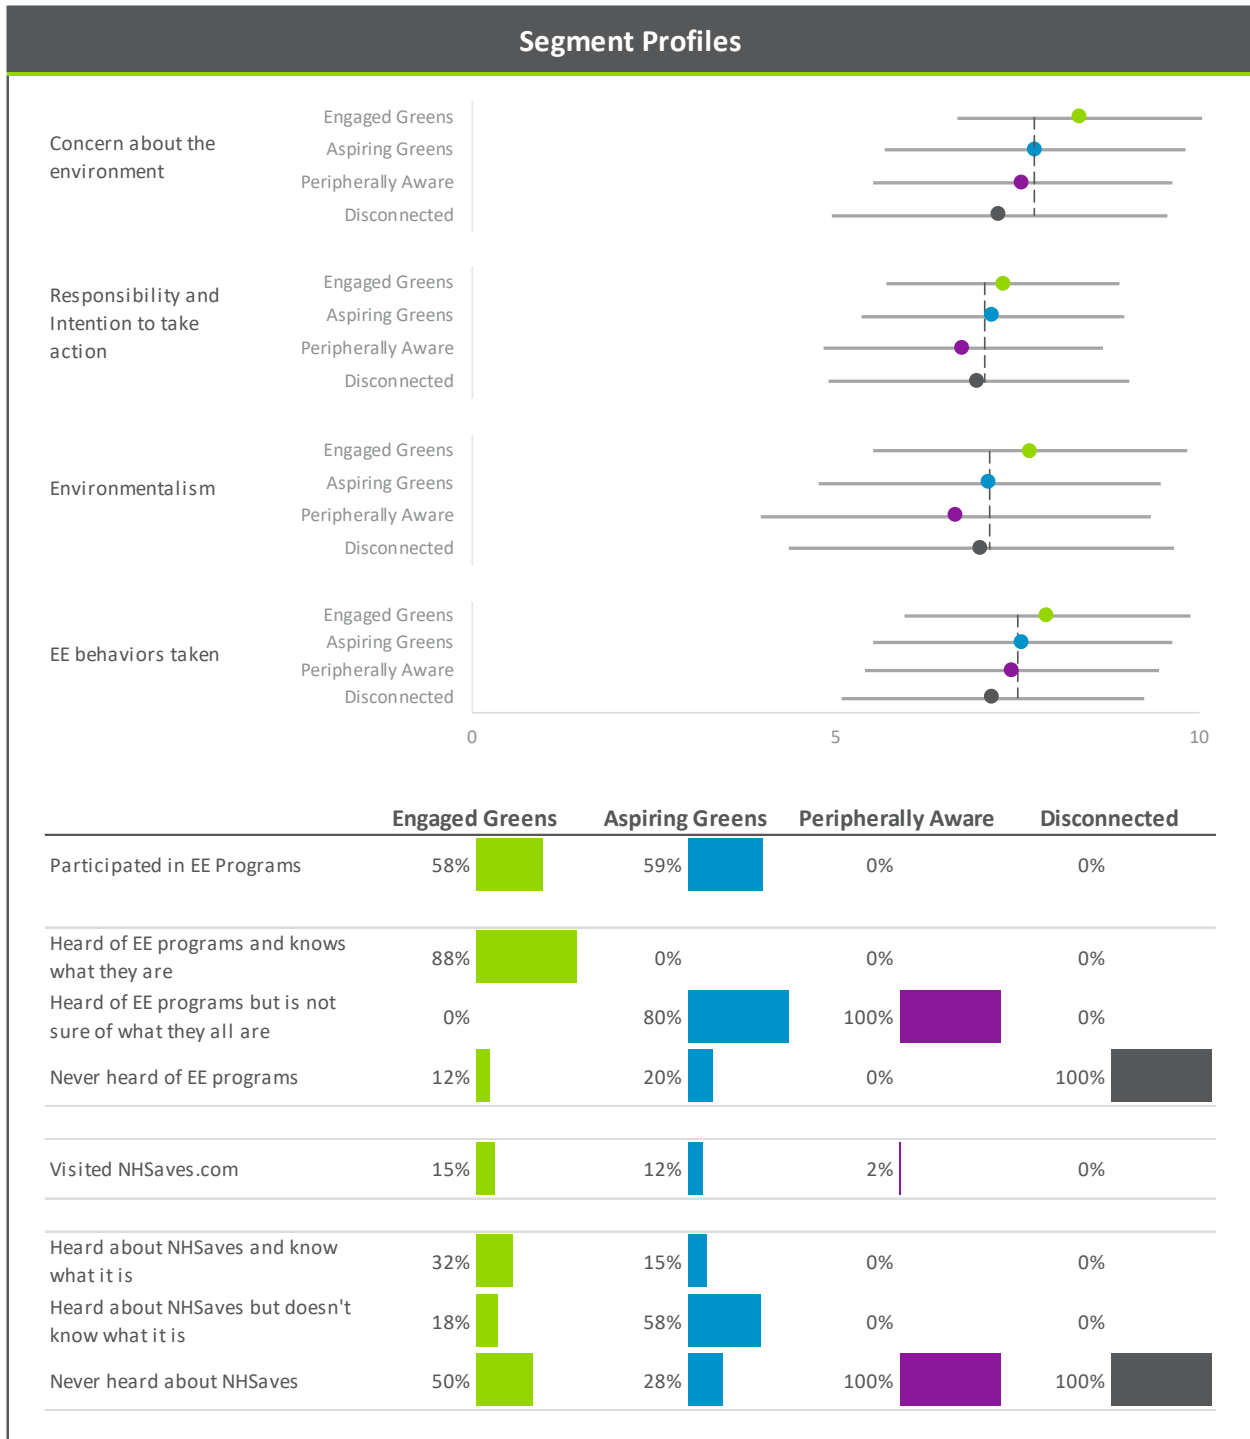 Segment Profiles
Concern about the
environment
Engaged Greens
Aspiring Greens
Peripherally Aware
Disconnected
Responsibility and
Intention to take
action
Engaged Greens
Aspiring Greens
Peripherally Aware
Disconnected
Environmentalism
Engaged Greens
Aspiring Greens
Peripherally Aware
Disconnected
EE behaviors taken
Engaged Greens
Aspiring Greens
Peripherally Aware
Disconnected
0 5 10
Engaged Greens Aspiring Greens Peripherally Aware Disconnected
Participated in EE Programs 58% 59% 0% 0%
Heard of EE programs and knows
what they are 88% 0% 0% 0%
Heard of EE programs but is not
sure of what they all are 0% 80% 100% 0%
Never heard of EE programs 12% 20% 0% 100%
Visited NHSaves.com 15% 12% 2% 0%
Heard about NHSaves and know
what it is 32% 15% 0% 0%
Heard about NHSaves but doesn't
know what it is 18% 58% 0% 0%
Never heard about NHSaves 50% 28% 100% 100%